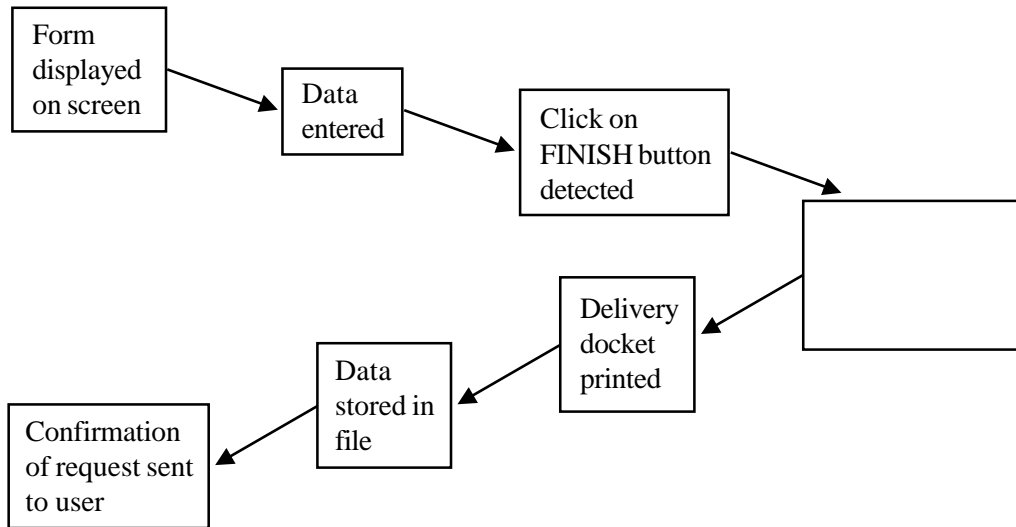 Form
displayed
on screen
Data
entered
Click on
FINISH button
detected
Delivery
docket
printed
Data
stored in
file
Confirmation
of request sent
to user